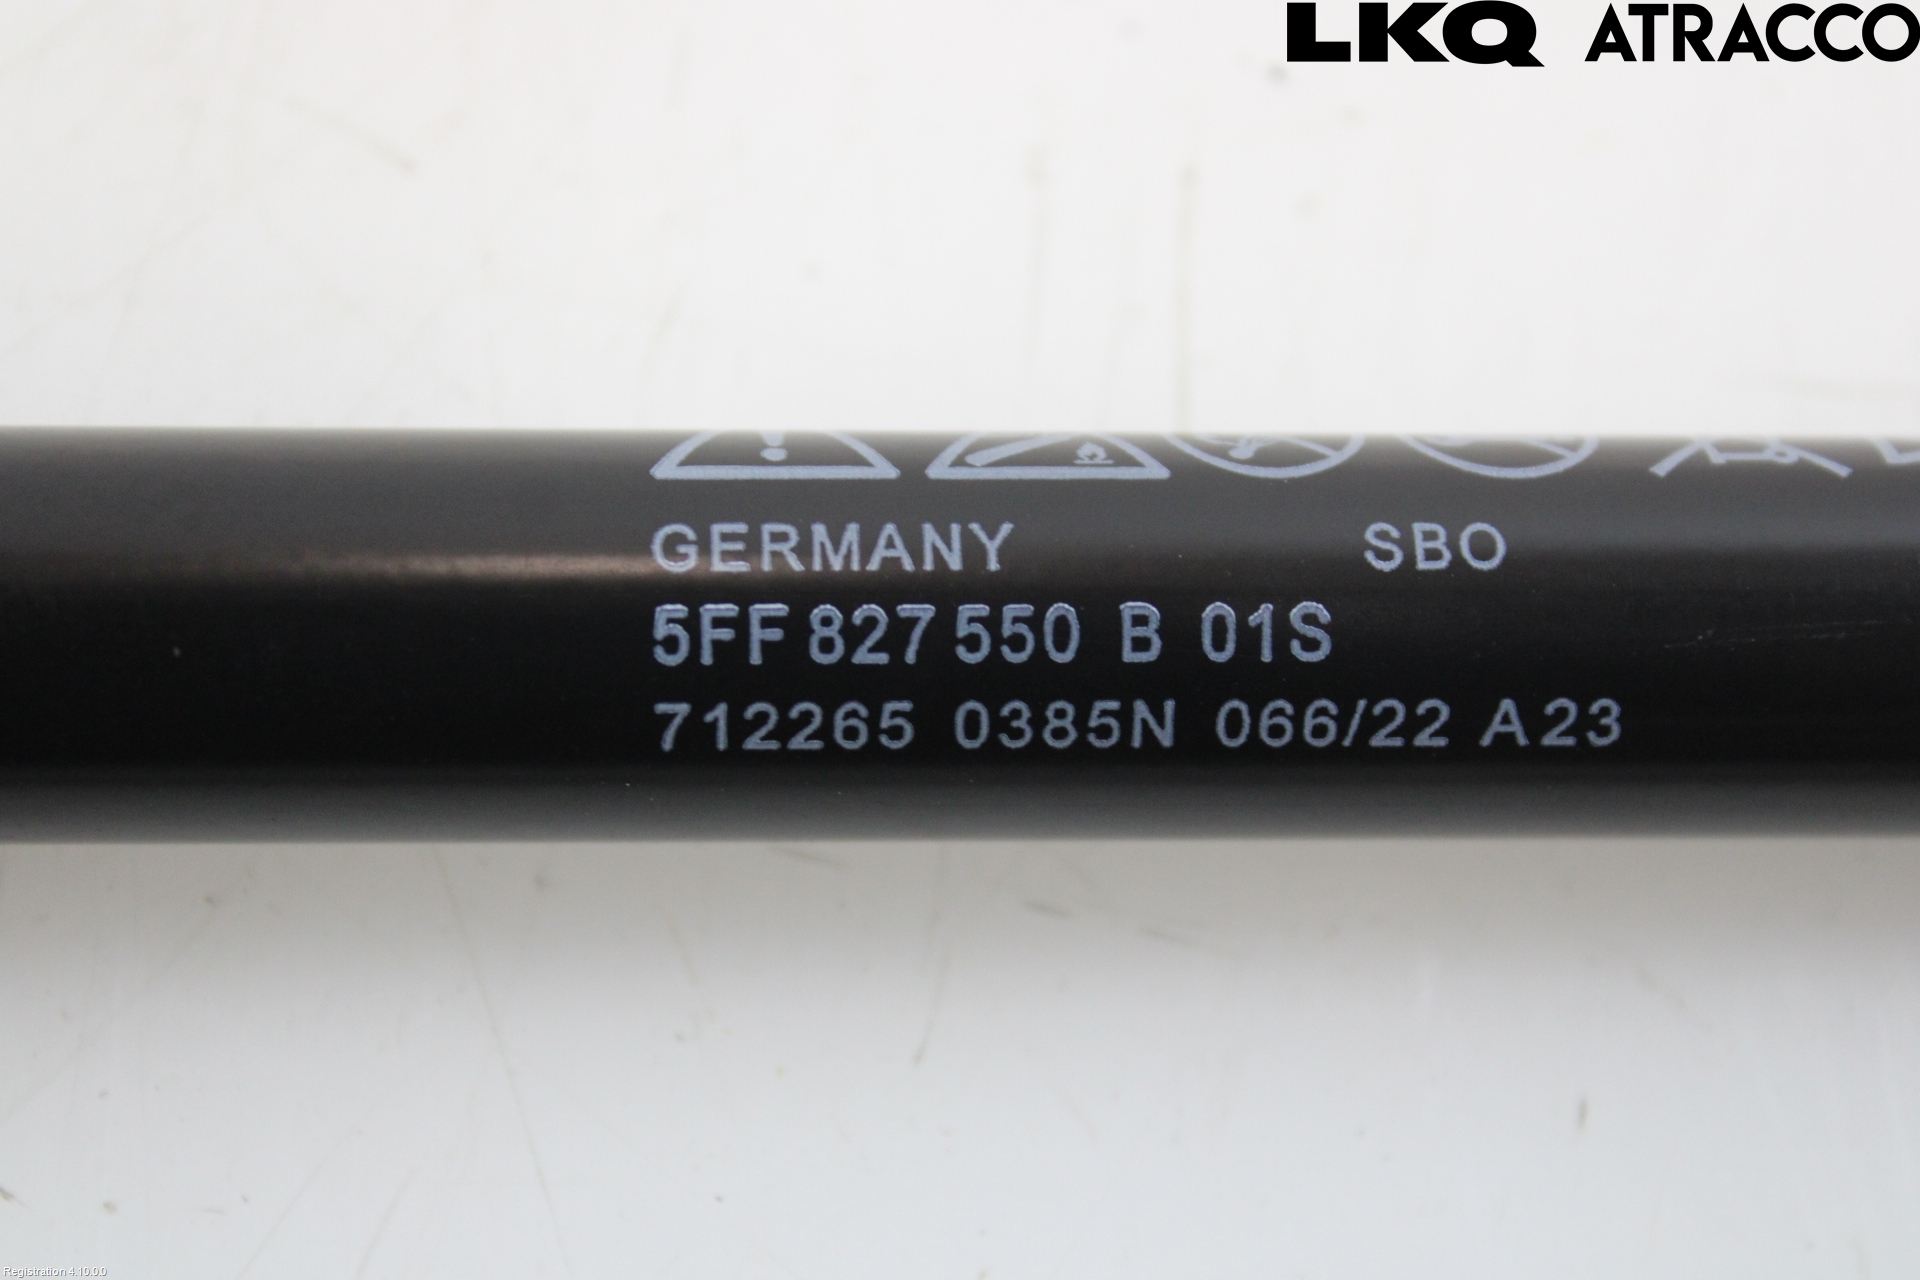 LKQ ATRACCO
GERMANY SBO
5FF 827 550 B 01S
712265 0385N 066/22 A23
Registration 4.10.0.0